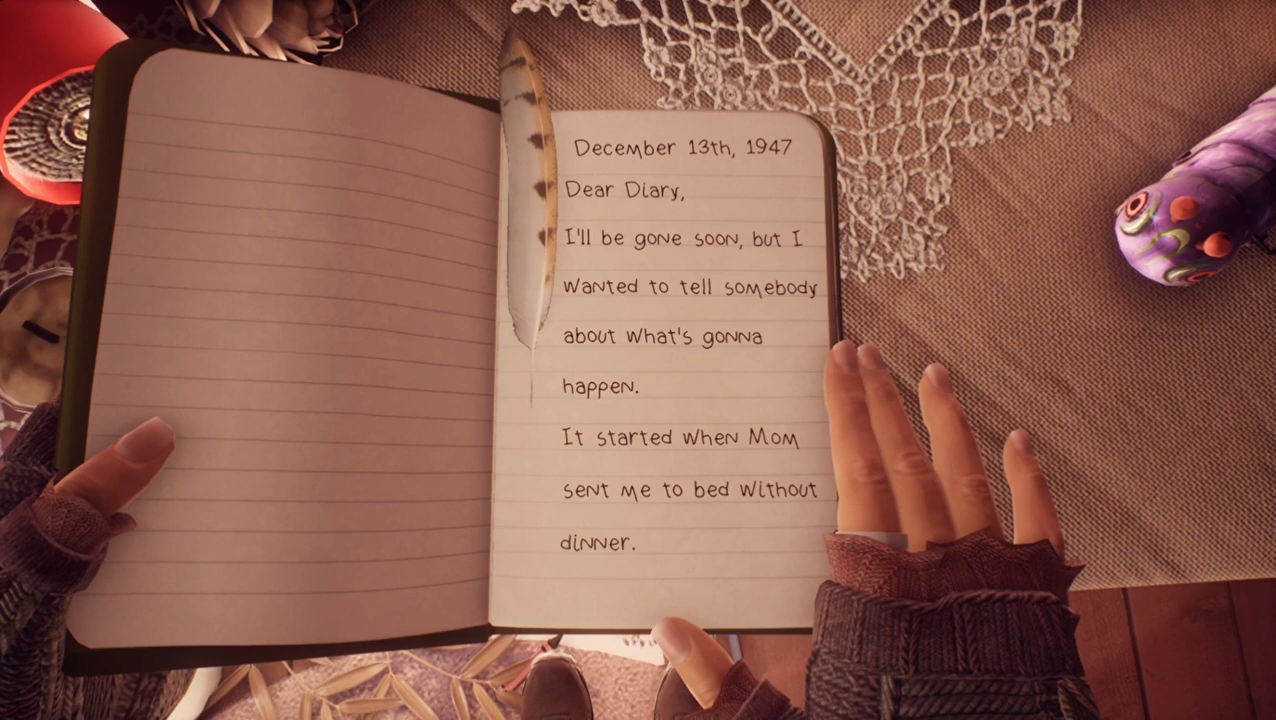 December 13th, 1947
Dear Diary,
I'll be gone soon, but I
wanted to tell somebody
about what's gonna
happen.
It started when Mom
sent me to bed without
dinner.